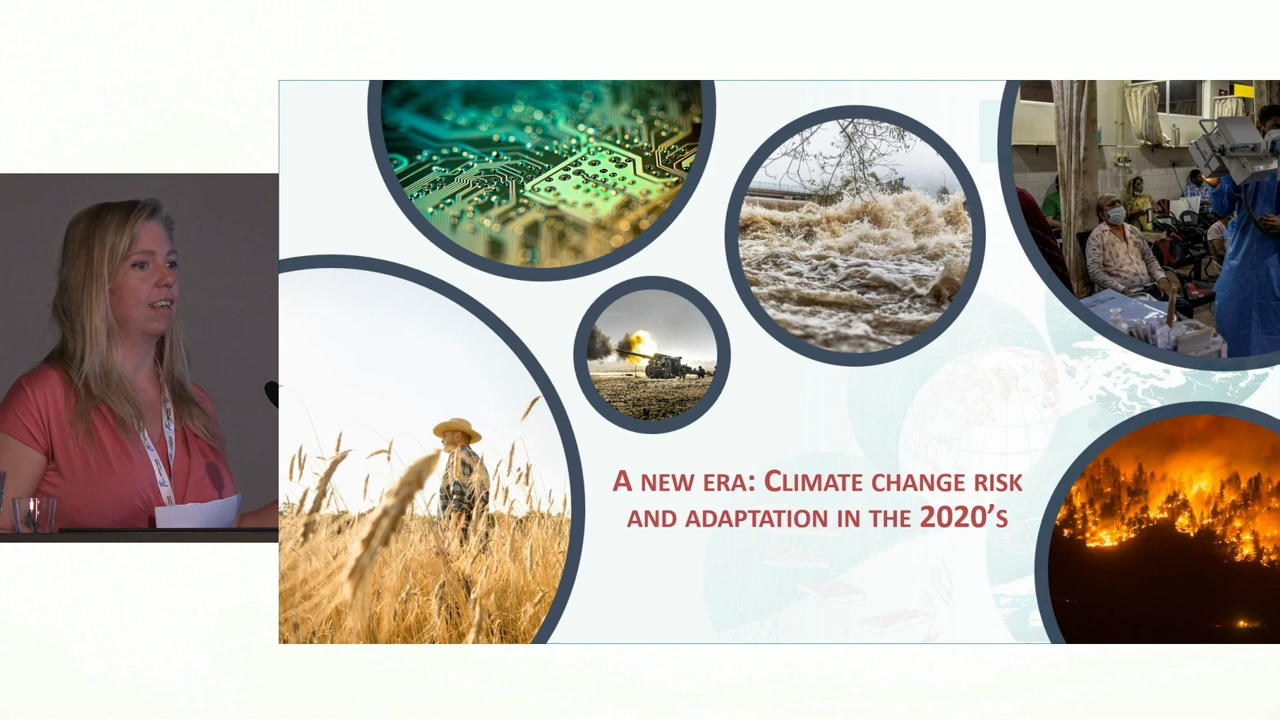 A NEW ERA: CLIMATE CHANGE RISK
AND ADAPTATION IN THE 2020'S